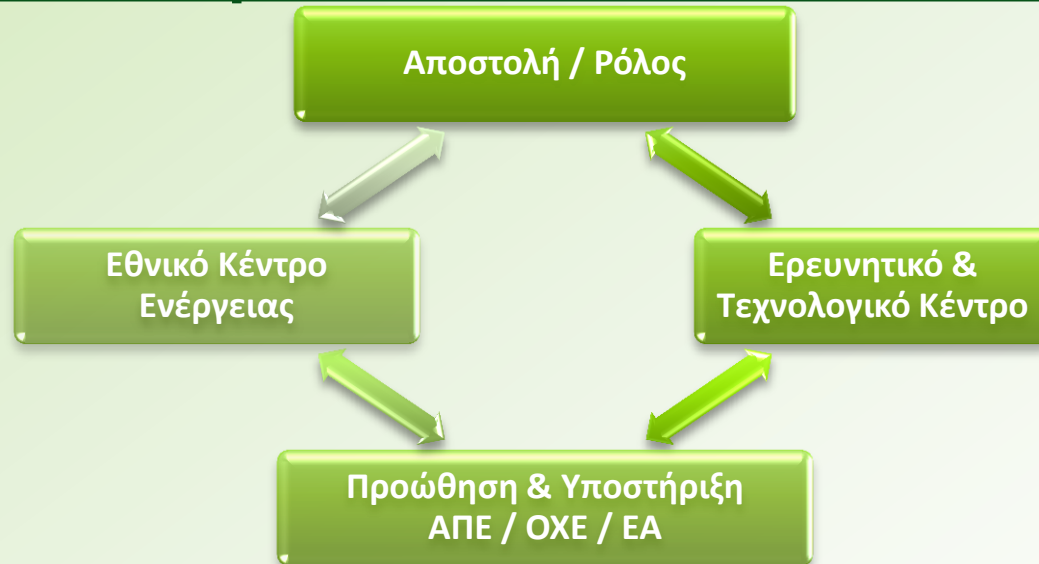 Αποστολή / Ρόλος
Εθνικό Κέντρο
Ενέργειας
Ερευνητικό &
Τεχνολογικό Κέντρο
Προώθηση & Υποστήριξη
ΑΠΕ / ΟΧΕ / ΕΑ